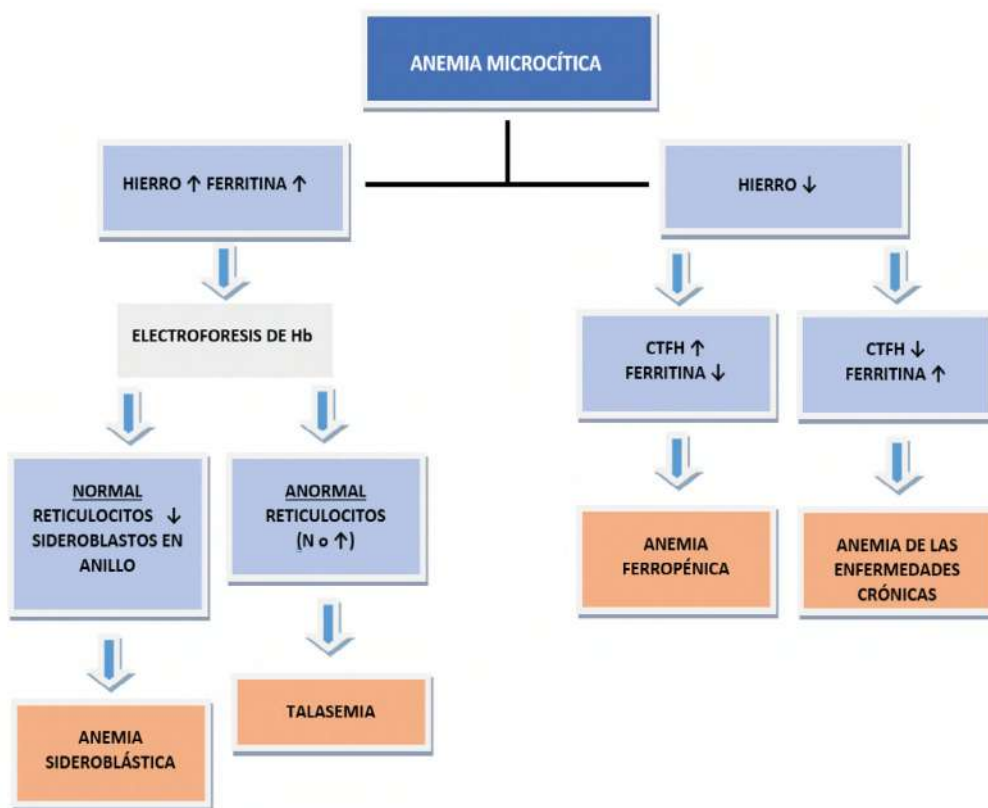 ANEMIA MICROCÍTICA
HIERRO ↑ FERRITINA ↑
HIERRO ↓
ELECTROFORESIS DE Hb
CTFH ↑
FERRITINA ↓
CTFH ↓
FERRITINA ↑
NORMAL
RETICULOCITOS ↓
SIDEROBLASTOS EN
ANILLO
ANORMAL
RETICULOCITOS
(N o ↑)
ANEMIA
FERROPÉNICA
ANEMIA DE LAS
ENFERMEDADES
CRÓNICAS
ANEMIA
SIDEROBLÁSTICA
TALASEMIA